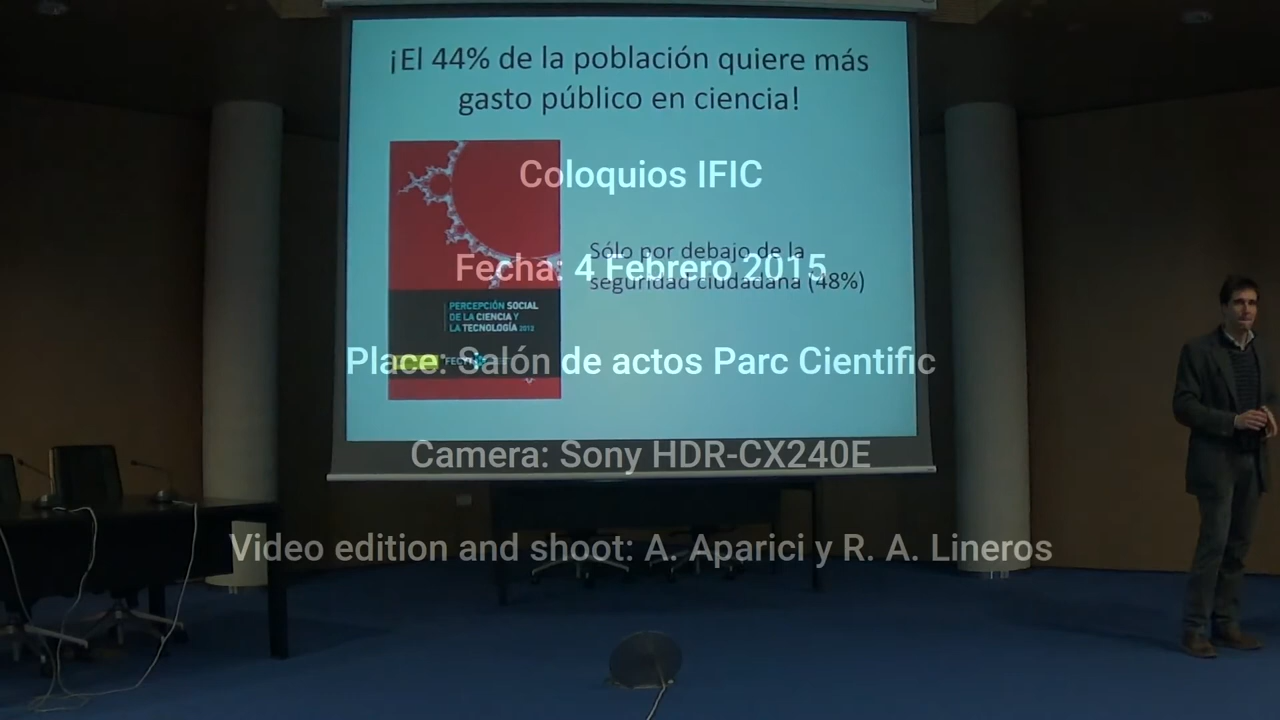 ¡El 44% de la población quiere más
gasto público en ciencia!
Coloquios IFIC
Sólo por debajo de la
seguridad ciudadana (48%)
Fecha: 4 Febrero 2015
PERCEPCIÓN SOCIAL
DE LA CIENCIA Y
LA TECNOLOGÍA 2012
FECYT
Place: Salón de actos Parc Cientific
Camera: Sony HDR-CX240E
Video edition and shoot: A. Aparici y R. A. Lineros